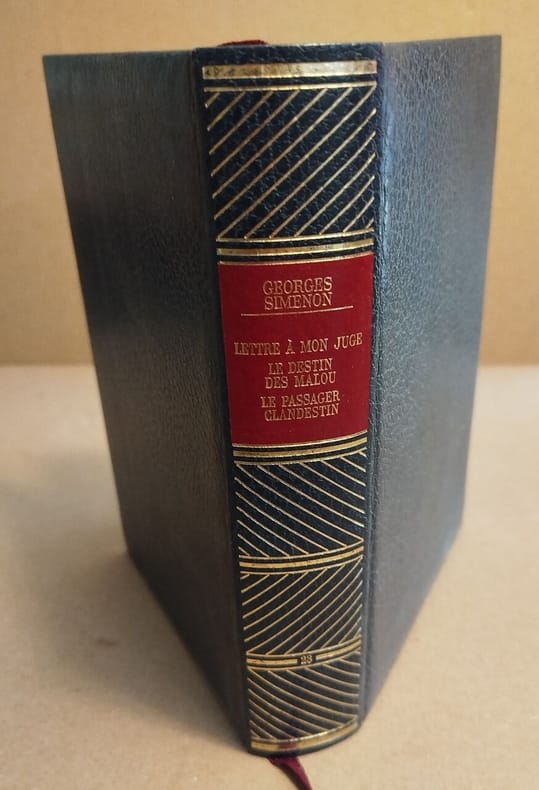 GEORGES
SIMENON
LETTRE À MON JUGE
LE DESTIN
DES MALOU
LE PASSAGER
CLANDESTIN
23